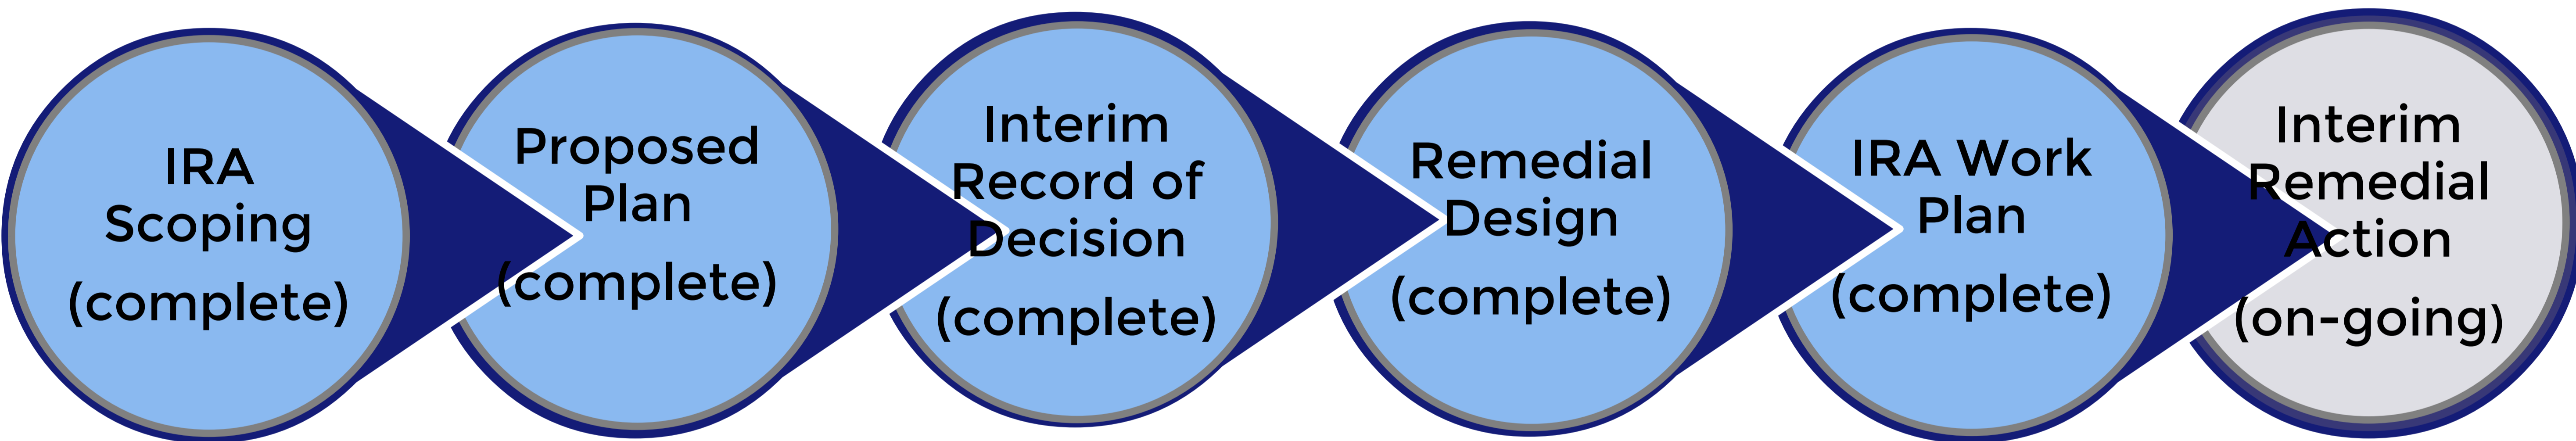 IRA
Scoping
(complete)
Proposed
Plan
(complete)
Interim
Record of
Decision
(complete)
Remedial
Design
(complete)
IRA Work
Plan
(complete)
Interim
Remedial
Action
(on-going)